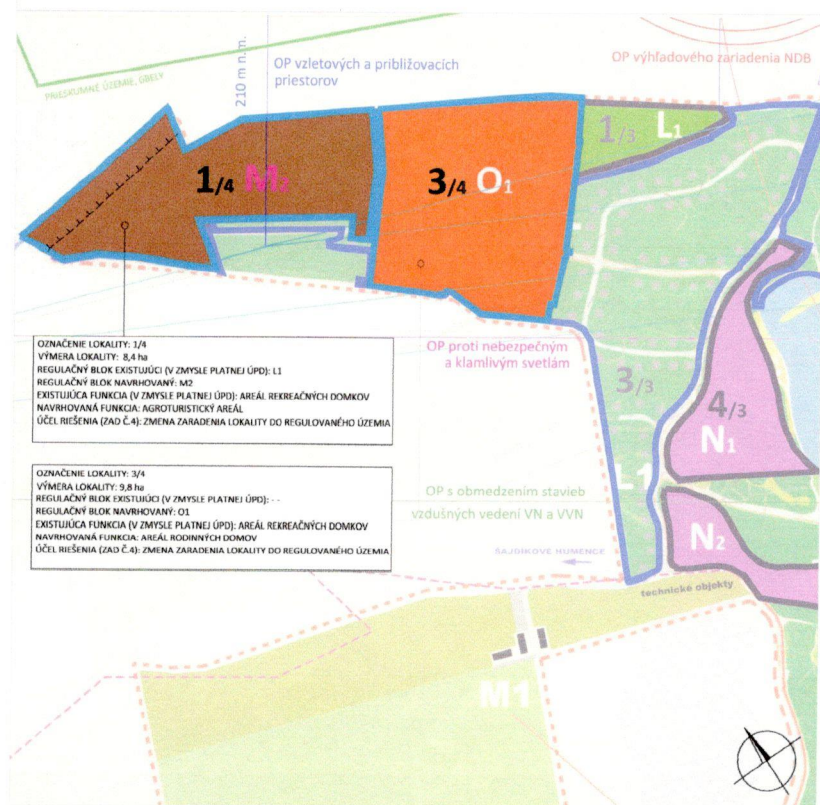 PRIESKUMNÉ ÚZEMIE, GBELY
210 m n.m.
OP vzletových a približovacích
priestorov
OP výhľadového zariadenia NDB
1/4 M2
3/4 O1
1/3 L1
OZNAČENIE LOKALITY: 1/4
VÝMERA LOKALITY: 8,4 ha
REGULAČNÝ BLOK EXISTUJÚCI (V ZMYSLE PLATNEJ ÚPD): L1
REGULAČNÝ BLOK NAVRHOVANÝ: M2
EXISTUJÚCA FUNKCIA (V ZMYSLE PLATNEJ ÚPD): AREÁL REKREAČNÝCH DOMKOV
NAVRHOVANÁ FUNKCIA: AGROTURISTICKÝ AREÁL
ÚČEL RIEŠENIA (ZAD Č.4): ZMENA ZARADENIA LOKALITY DO REGULOVANÉHO ÚZEMIA
OP proti nebezpečným
a klamlivým svetlám
3/3
L1
4/3
N1
OZNAČENIE LOKALITY: 3/4
VÝMERA LOKALITY: 9,8 ha
REGULAČNÝ BLOK EXISTUJÚCI (V ZMYSLE PLATNEJ ÚPD): - -
REGULAČNÝ BLOK NAVRHOVANÝ: O1
EXISTUJÚCA FUNKCIA (V ZMYSLE PLATNEJ ÚPD): AREÁL REKREAČNÝCH DOMKOV
NAVRHOVANÁ FUNKCIA: AREÁL RODINNÝCH DOMOV
ÚČEL RIEŠENIA (ZAD Č.4): ZMENA ZARADENIA LOKALITY DO REGULOVANÉHO ÚZEMIA
OP s obmedzením stavieb
vzdušných vedení VN a VVN
N2
ŠAJDÍKOVE HUMENCE
technické objekty
M1